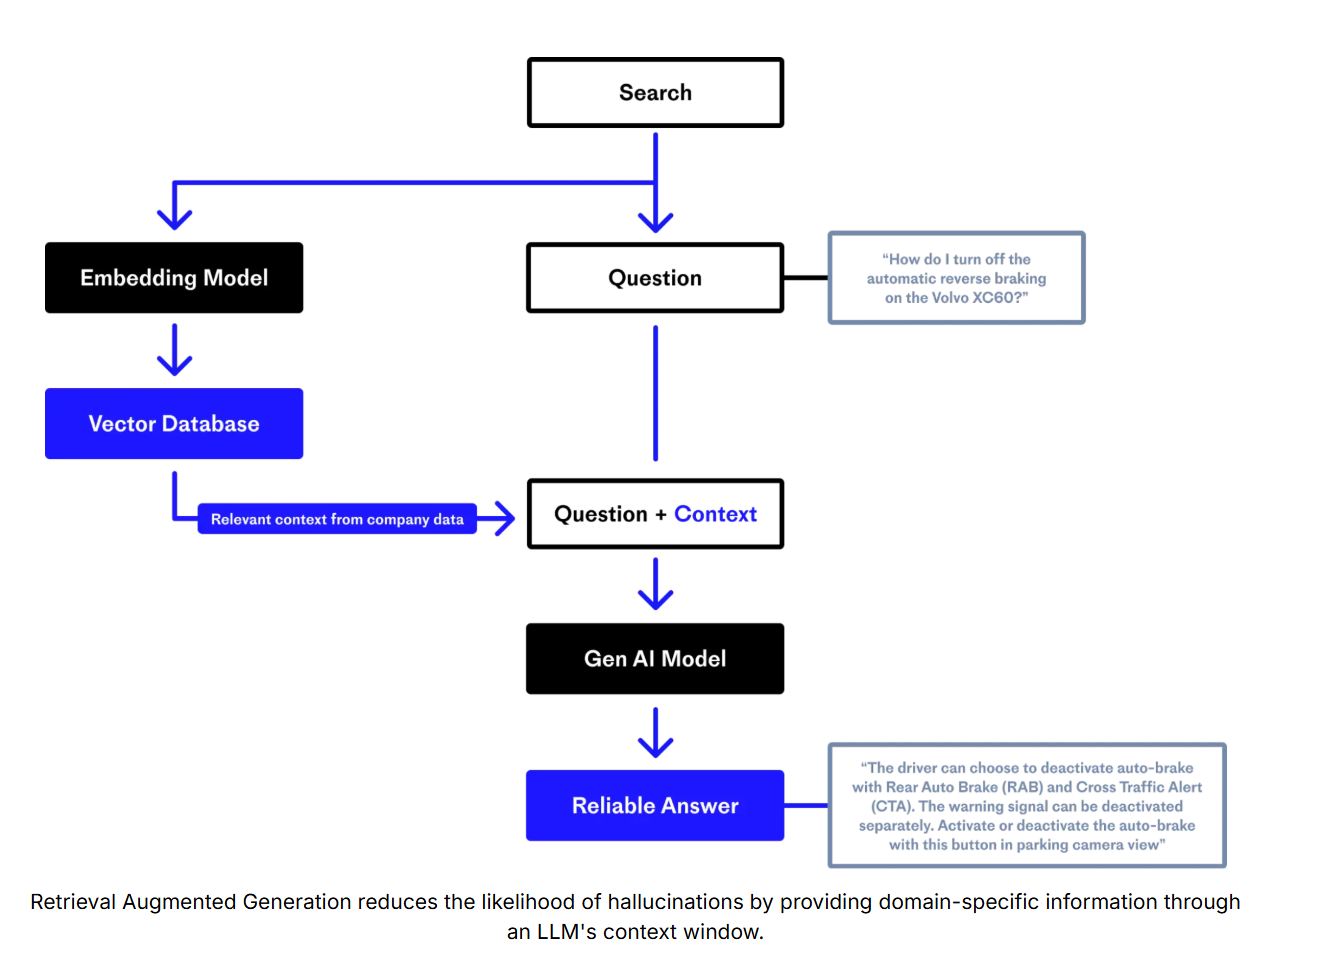 Search
Embedding Model
Question
“How do I turn off the
automatic reverse braking
on the Volvo XC60?”
Vector Database
Relevant context from company data
Question + Context
Gen AI Model
Reliable Answer
“The driver can choose to deactivate auto-brake
with Rear Auto Brake (RAB) and Cross Traffic Alert
(CTA). The warning signal can be deactivated
separately. Activate or deactivate the auto-brake
with this button in parking camera view”
Retrieval Augmented Generation reduces the likelihood of hallucinations by providing domain-specific information through
an LLM's context window.